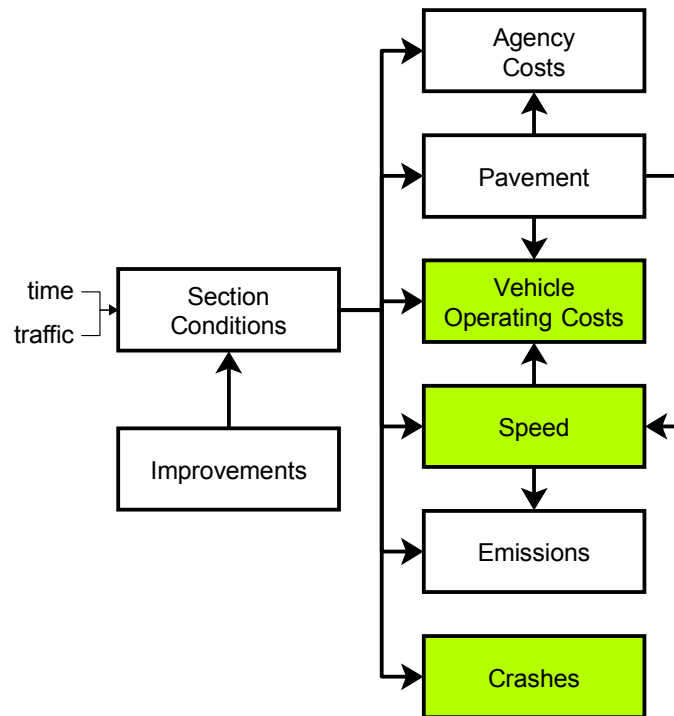 Agency
Costs
Pavement
time
traffic
Section
Conditions
Vehicle
Operating Costs
Speed
Improvements
Emissions
Crashes